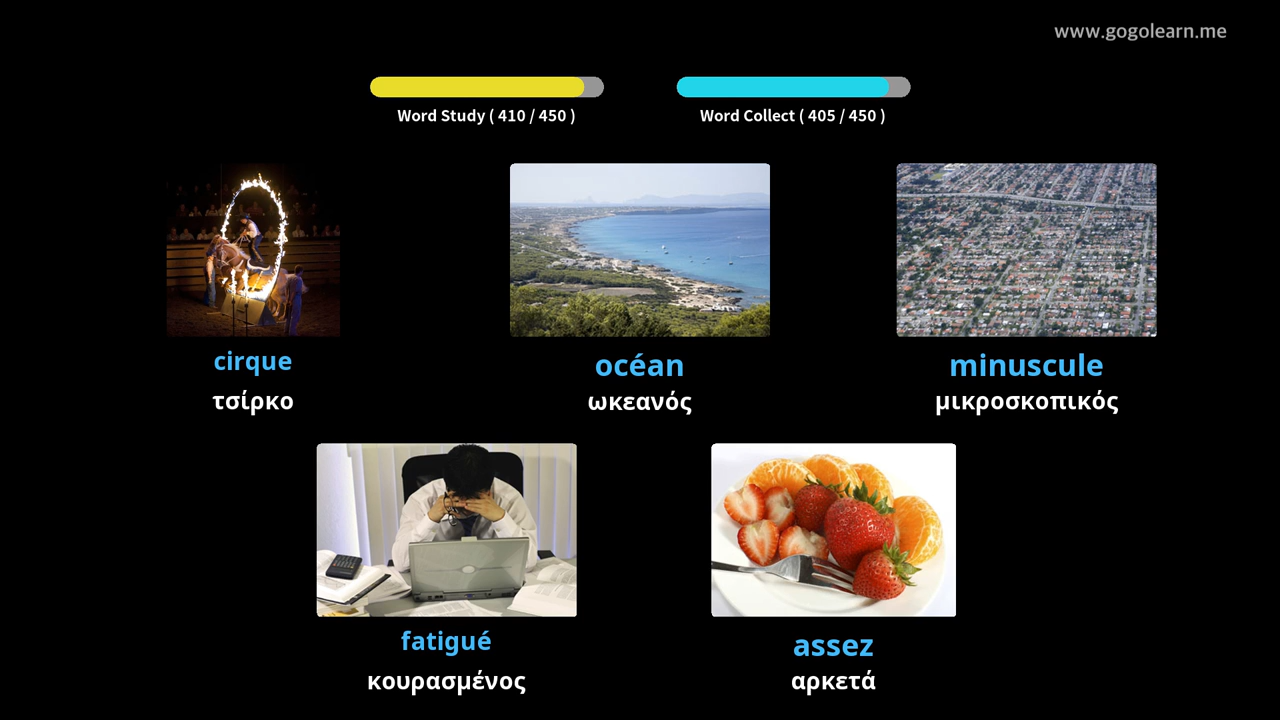 www.gogolearn.me
Word Study ( 410 / 450 )
Word Collect ( 405 / 450 )
cirque
τσίρκο
océan
ωκεανός
minuscule
μικροσκοπικός
fatigué
κουρασμένος
assez
αρκετά